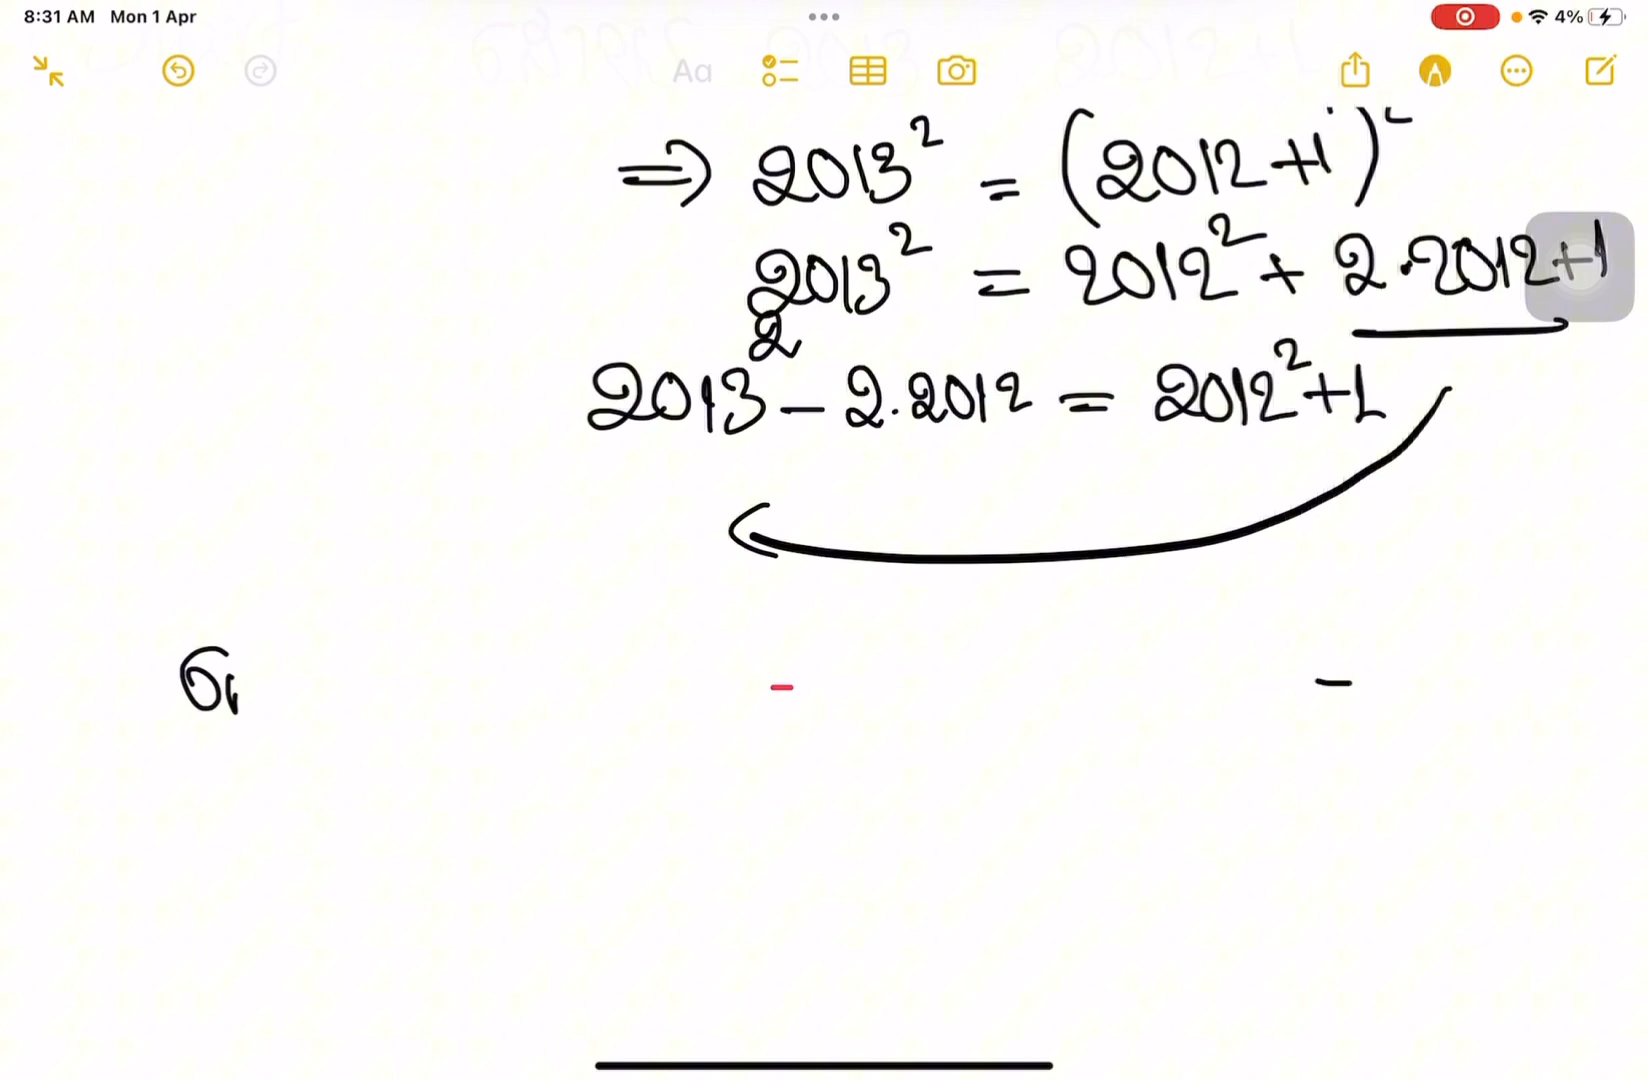 8:31 AM Mon 1 Apr 4%
Aa
⇒ 2013² = (2012+1)²
2013² = 2012² + 2·2012+1
2013² - 2.2012 = 2012²+1